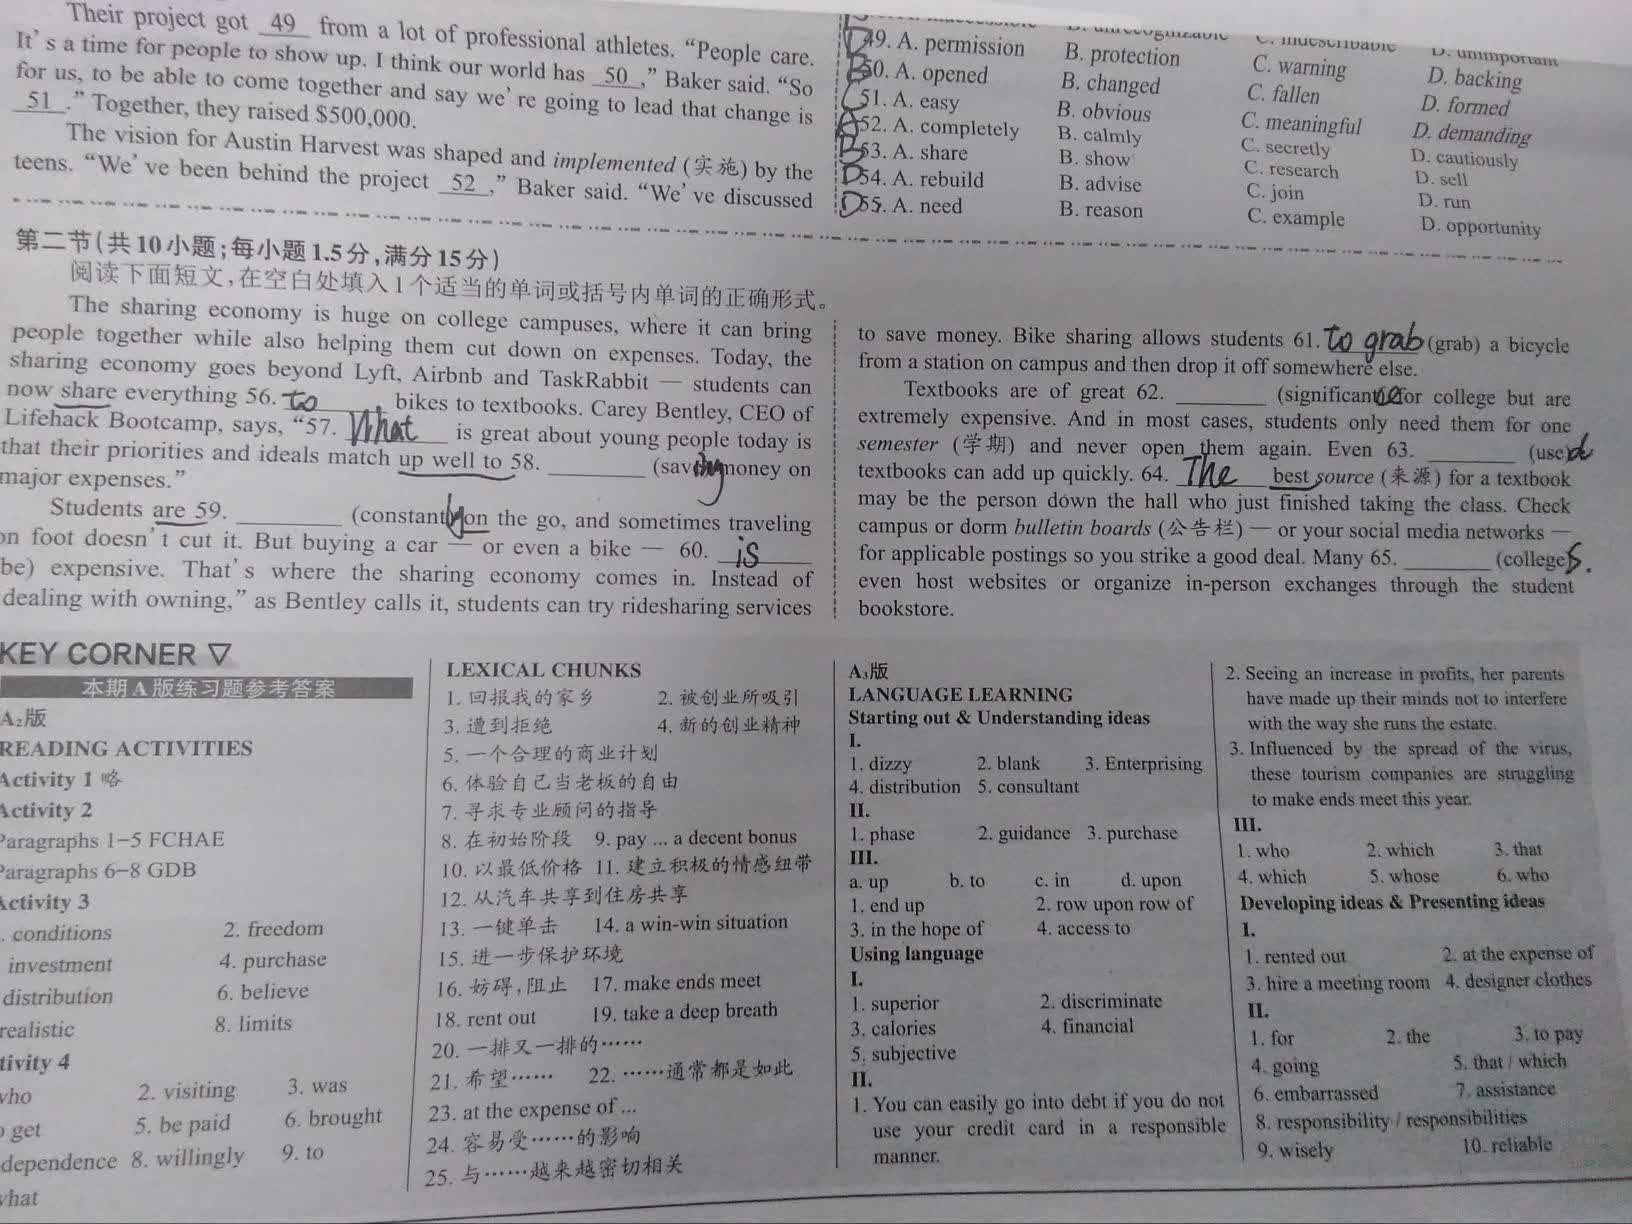 Their project got 49 from a lot of professional athletes. “People care.
It's a time for people to show up. I think our world has 50 ,” Baker said. “So
for us, to be able to come together and say we're going to lead that change is
51 .” Together, they raised $500,000.
The vision for Austin Harvest was shaped and implemented (实施) by the
teens. “We've been behind the project 52 ,” Baker said. “We've discussed
B. unrecognizable C. indescribable D. unimportant
D 49. A. permission B. protection C. warning D. backing
B 50. A. opened B. changed C. fallen D. formed
C 51. A. easy B. obvious C. meaningful D. demanding
A 52. A. completely B. calmly C. secretly D. cautiously
B 53. A. share B. show C. research D. sell
D 54. A. rebuild B. advise C. join D. run
D 55. A. need B. reason C. example D. opportunity
第二节(共10小题;每小题1.5分,满分15分)
阅读下面短文,在空白处填入1个适当的单词或括号内单词的正确形式。
The sharing economy is huge on college campuses, where it can bring
people together while also helping them cut down on expenses. Today, the
sharing economy goes beyond Lyft, Airbnb and TaskRabbit — students can
now share everything 56. to bikes to textbooks. Carey Bentley, CEO of
Lifehack Bootcamp, says, “57. What is great about young people today is
that their priorities and ideals match up well to 58. ________ (saving money on
major expenses.”
Students are 59. ________ (constantly on the go, and sometimes traveling
on foot doesn't cut it. But buying a car — or even a bike — 60. is
be) expensive. That's where the sharing economy comes in. Instead of
dealing with owning,” as Bentley calls it, students can try ridesharing services
to save money. Bike sharing allows students 61. to grab (grab) a bicycle
from a station on campus and then drop it off somewhere else.
Textbooks are of great 62. ________ (significant ce for college but are
extremely expensive. And in most cases, students only need them for one
semester (学期) and never open them again. Even 63. ________ (use) d
textbooks can add up quickly. 64. The best source (来源) for a textbook
may be the person down the hall who just finished taking the class. Check
campus or dorm bulletin boards (公告栏) — or your social media networks —
for applicable postings so you strike a good deal. Many 65. ________ (college s.
even host websites or organize in-person exchanges through the student
bookstore.
KEY CORNER ▽
本期A版练习题参考答案
A2版
READING ACTIVITIES
Activity 1 略
Activity 2
Paragraphs 1–5 FCHAE
Paragraphs 6–8 GDB
Activity 3
. conditions 2. freedom
investment 4. purchase
distribution 6. believe
realistic 8. limits
tivity 4
who 2. visiting 3. was
o get 5. be paid 6. brought
dependence 8. willingly 9. to
what
LEXICAL CHUNKS
1. 回报我的家乡 2. 被创业所吸引
3. 遭到拒绝 4. 新的创业精神
5. 一个合理的商业计划
6. 体验自己当老板的自由
7. 寻求专业顾问的指导
8. 在初始阶段 9. pay ... a decent bonus
10. 以最低价格 11. 建立积极的情感纽带
12. 从汽车共享到住房共享
13. 一键单击 14. a win-win situation
15. 进一步保护环境
16. 妨碍,阻止 17. make ends meet
18. rent out 19. take a deep breath
20. 一排又一排的……
21. 希望…… 22. ……通常都是如此
23. at the expense of ...
24. 容易受……的影响
25. 与……越来越密切相关
A3版
LANGUAGE LEARNING
Starting out & Understanding ideas
I.
1. dizzy 2. blank 3. Enterprising
4. distribution 5. consultant
II.
1. phase 2. guidance 3. purchase
III.
a. up b. to c. in d. upon
1. end up 2. row upon row of
3. in the hope of 4. access to
Using language
I.
1. superior 2. discriminate
3. calories 4. financial
5. subjective
II.
1. You can easily go into debt if you do not
use your credit card in a responsible
manner.
2. Seeing an increase in profits, her parents
have made up their minds not to interfere
with the way she runs the estate.
3. Influenced by the spread of the virus,
these tourism companies are struggling
to make ends meet this year.
III.
1. who 2. which 3. that
4. which 5. whose 6. who
Developing ideas & Presenting ideas
I.
1. rented out 2. at the expense of
3. hire a meeting room 4. designer clothes
II.
1. for 2. the 3. to pay
4. going 5. that / which
6. embarrassed 7. assistance
8. responsibility / responsibilities
9. wisely 10. reliable